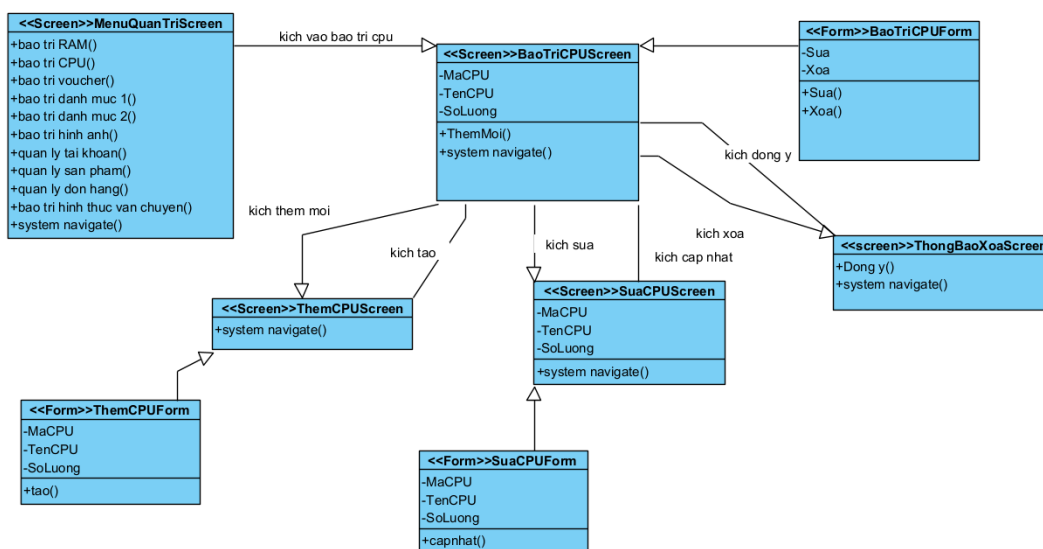 <<Screen>>MenuQuanTriScreen
+bao tri RAM()
+bao tri CPU()
+bao tri voucher()
+bao tri danh muc 1()
+bao tri danh muc 2()
+bao tri hinh anh()
+quan ly tai khoan()
+quan ly san pham()
+quan ly don hang()
+bao tri hinh thuc van chuyen()
+system navigate()
kich vao bao tri cpu
<<Screen>>BaoTriCPUScreen
-MaCPU
-TenCPU
-SoLuong
+ThemMoi()
+system navigate()
<<Form>>BaoTriCPUForm
-Sua
-Xoa
+Sua()
+Xoa()
kich dong y
kich them moi
kich tao
kich sua
kich xoa
kich cap nhat
<<screen>>ThongBaoXoaScreen
+Dong y()
+system navigate()
<<Screen>>ThemCPUScreen
+system navigate()
<<Screen>>SuaCPUScreen
-MaCPU
-TenCPU
-SoLuong
+system navigate()
<<Form>>ThemCPUForm
-MaCPU
-TenCPU
-SoLuong
+tao()
<<Form>>SuaCPUForm
-MaCPU
-TenCPU
-SoLuong
+capnhat()